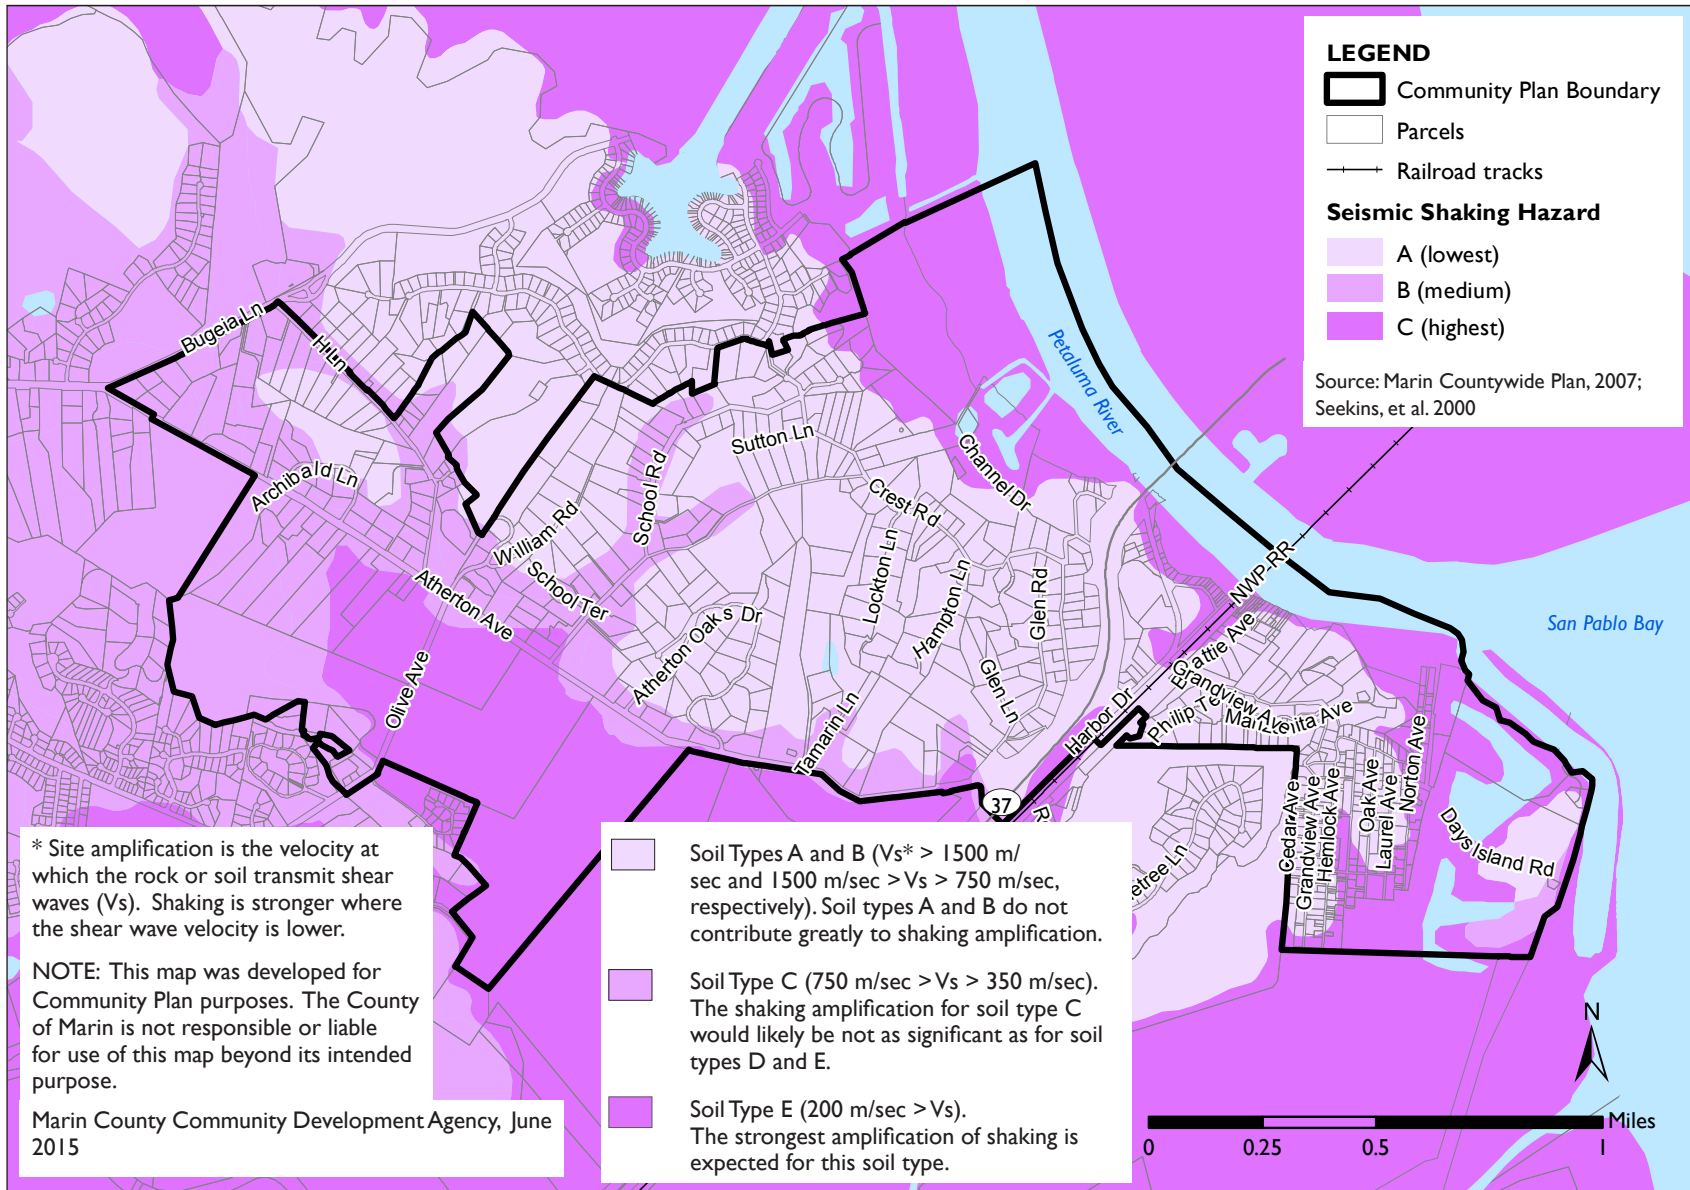 LEGEND
Community Plan Boundary
Parcels
Railroad tracks
Seismic Shaking Hazard
A (lowest)
B (medium)
C (highest)
Source: Marin Countywide Plan, 2007;
Seekins, et al. 2000
Bugeia Ln
H Ln
Petaluma River
Sutton Ln
School Rd
Channel Dr
Archibald Ln
Crest Rd
William Rd
School Ter
Atherton Ave
Lockton Ln
Hampton Ln
Glen Rd
NWP-RR
San Pablo Bay
Atherton Oaks Dr
Olive Ave
Glen Ln
Tamarin Ln
Harbor Dr
Gattie Ave
Grandview Ave
Phillip
Ave
37
Cedar Ave
Grandview Ave
Hemlock Ave
Oak Ave
Laurel Ave
Norton Ave
Days Island Rd
etree Ln
* Site amplification is the velocity at
which the rock or soil transmit shear
waves (Vs). Shaking is stronger where
the shear wave velocity is lower.
NOTE: This map was developed for
Community Plan purposes. The County
of Marin is not responsible or liable
for use of this map beyond its intended
purpose.
Marin County Community Development Agency, June
2015
Soil Types A and B (Vs* > 1500 m/
sec and 1500 m/sec > Vs > 750 m/sec,
respectively). Soil types A and B do not
contribute greatly to shaking amplification.
Soil Type C (750 m/sec > Vs > 350 m/sec).
The shaking amplification for soil type C
would likely be not as significant as for soil
types D and E.
Soil Type E (200 m/sec > Vs).
The strongest amplification of shaking is
expected for this soil type.
N
Miles
0 0.25 0.5 1